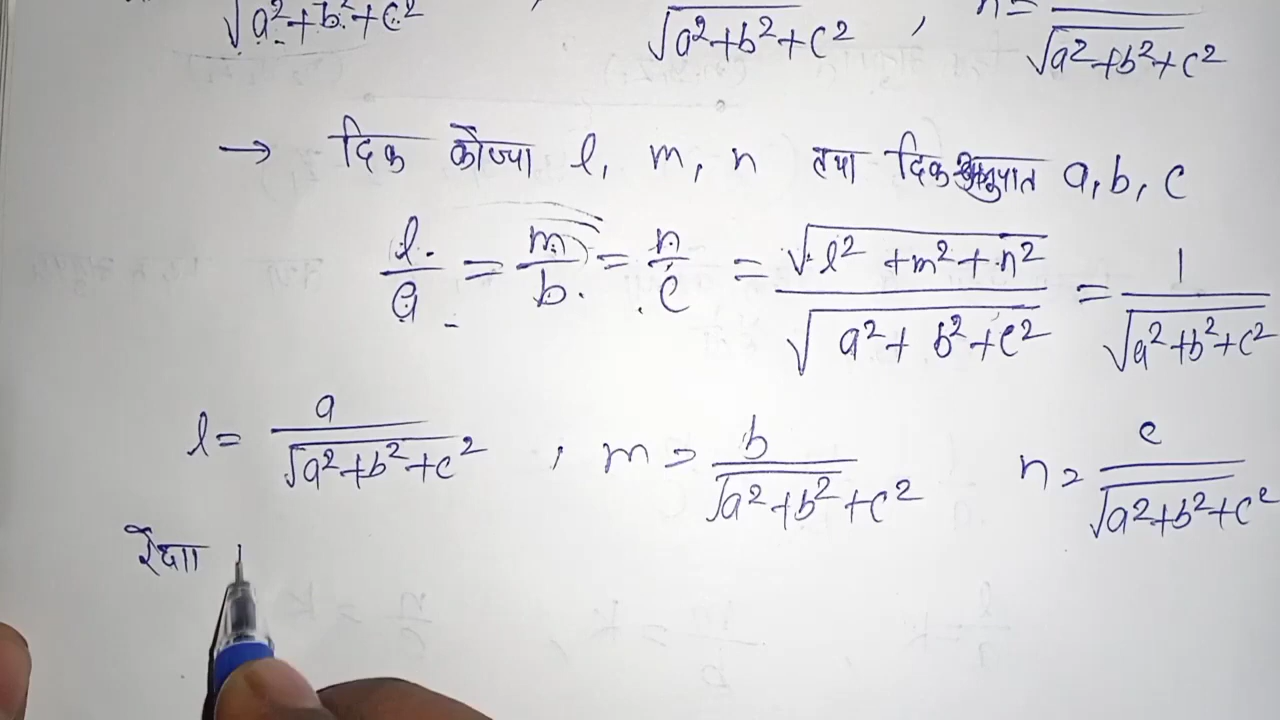 √a²+b²+c² , √a²+b²+c² , n= √a²+b²+c²
→ दिक कोज्या l, m, n तथा दिक अनुपात a, b, c
l/a = m/b = n/c = √l²+m²+n² / √a²+b²+c² = 1/√a²+b²+c²
l= a/√a²+b²+c² , m= b/√a²+b²+c² n= c/√a²+b²+c²